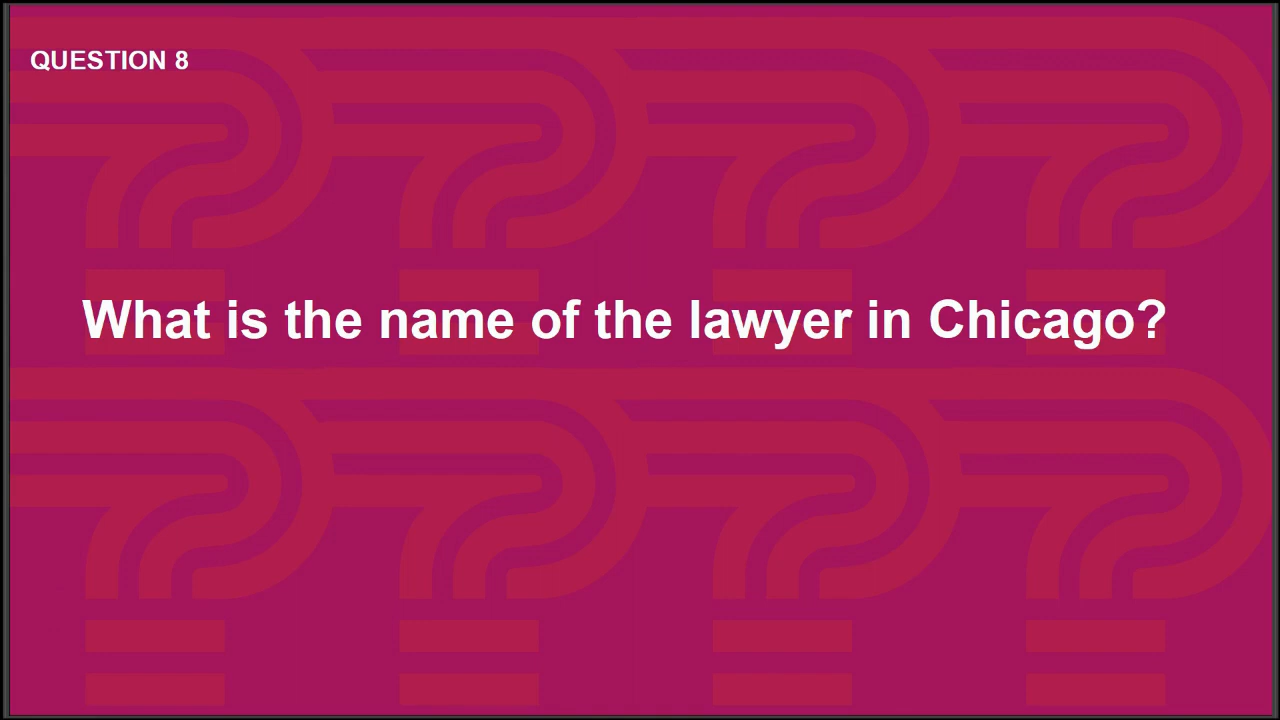 QUESTION 8
What is the name of the lawyer in Chicago?